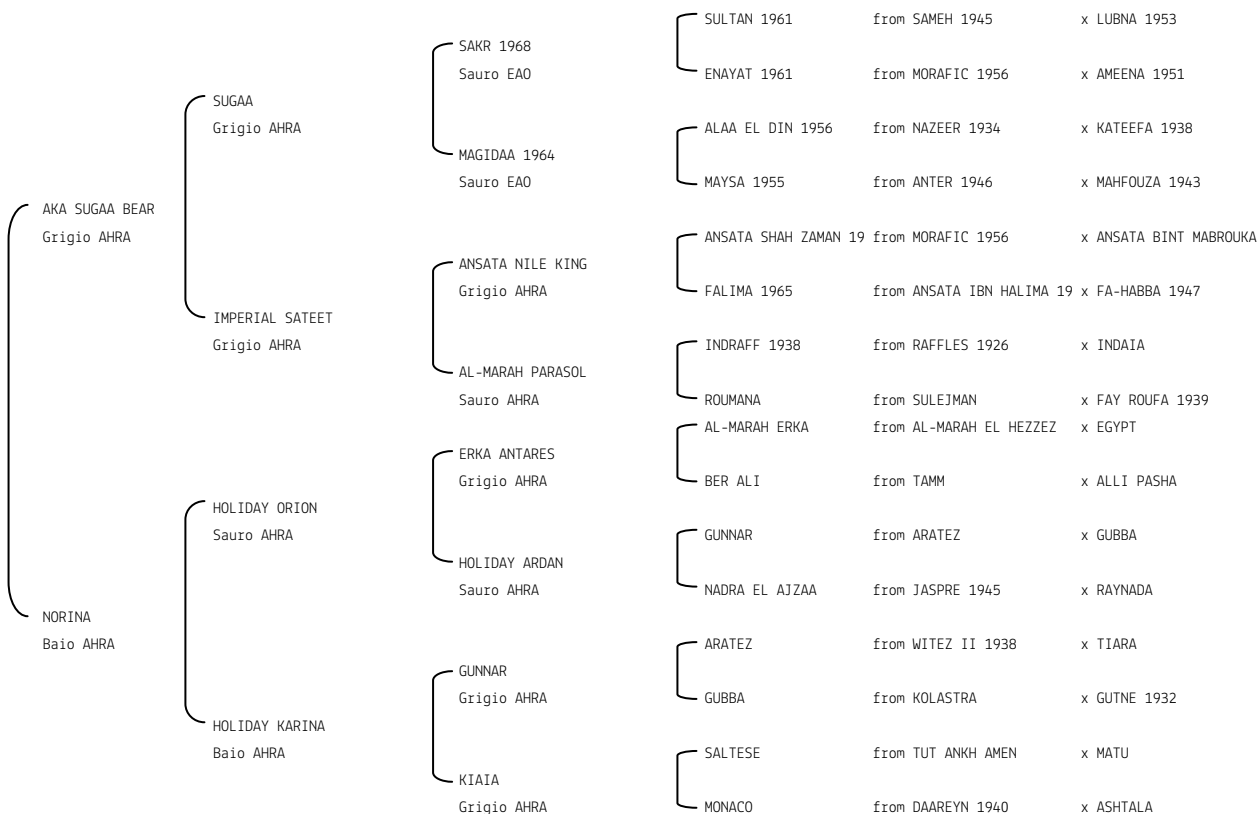 SULTAN 1961 from SAMEH 1945 x LUBNA 1953
SAKR 1968
Sauro EAO ENAYAT 1961 from MORAFIC 1956 x AMEENA 1951
SUGAA
Grigio AHRA ALAA EL DIN 1956 from NAZEER 1934 x KATEEFA 1938
MAGIDAA 1964
Sauro EAO MAYSA 1955 from ANTER 1946 x MAHFOUZA 1943
AKA SUGAA BEAR
Grigio AHRA ANSATA SHAH ZAMAN 19 from MORAFIC 1956 x ANSATA BINT MABROUKA
ANSATA NILE KING
Grigio AHRA FALIMA 1965 from ANSATA IBN HALIMA 19 x FA-HABBA 1947
IMPERIAL SATEET
Grigio AHRA INDRAFF 1938 from RAFFLES 1926 x INDAIA
AL-MARAH PARASOL
Sauro AHRA ROUMANA from SULEJMAN x FAY ROUFA 1939
AL-MARAH ERKA from AL-MARAH EL HEZZEZ x EGYPT
ERKA ANTARES
Grigio AHRA BER ALI from TAMM x ALLI PASHA
HOLIDAY ORION
Sauro AHRA GUNNAR from ARATEZ x GUBBA
HOLIDAY ARDAN
Sauro AHRA NADRA EL AJZAA from JASPRE 1945 x RAYNADA
NORINA
Baio AHRA ARATEZ from WITEZ II 1938 x TIARA
GUNNAR
Grigio AHRA GUBBA from KOLASTRA x GUTNE 1932
HOLIDAY KARINA
Baio AHRA SALTESE from TUT ANKH AMEN x MATU
KIAIA
Grigio AHRA MONACO from DAAREYN 1940 x ASHTALA